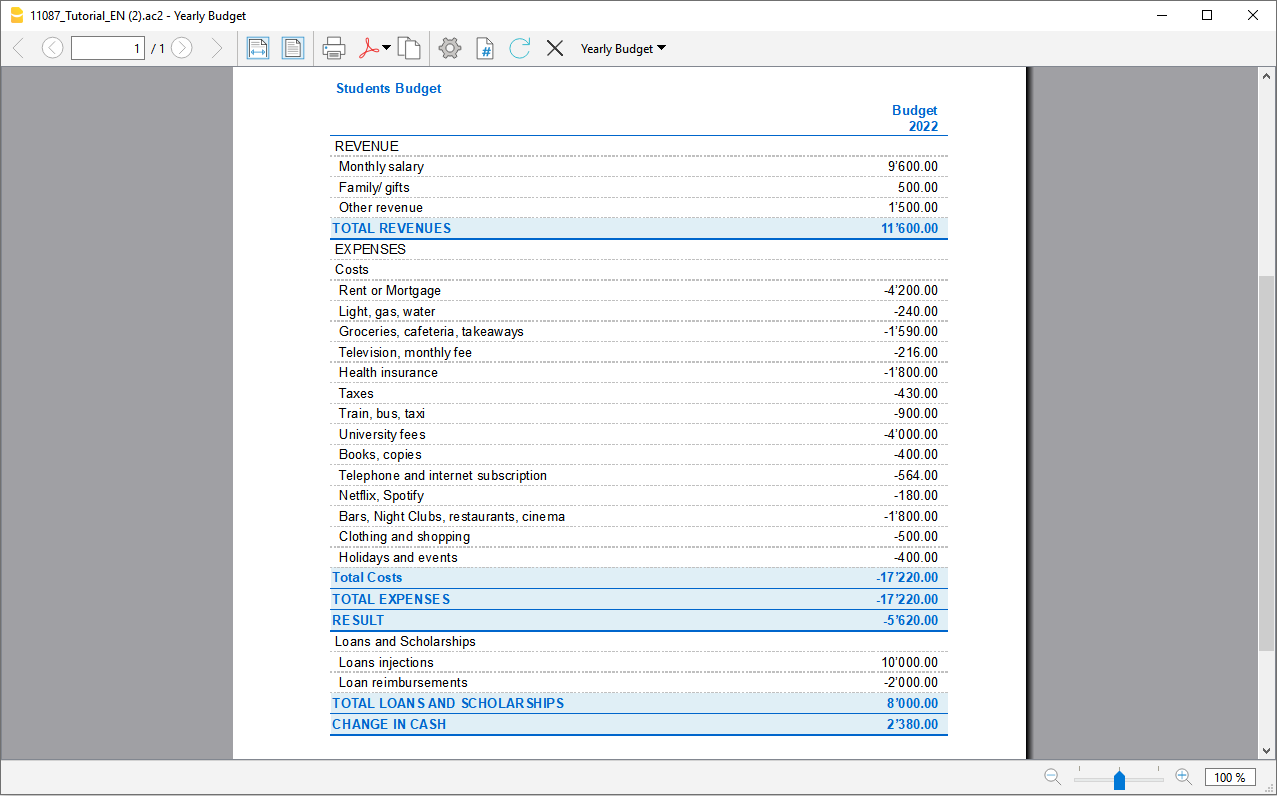 11087_Tutorial_EN (2).ac2 - Yearly Budget
1 / 1 Yearly Budget
Students Budget
Budget
2022
REVENUE
Monthly salary 9'600.00
Family/ gifts 500.00
Other revenue 1'500.00
TOTAL REVENUES 11'600.00
EXPENSES
Costs
Rent or Mortgage -4'200.00
Light, gas, water -240.00
Groceries, cafeteria, takeaways -1'590.00
Television, monthly fee -216.00
Health insurance -1'800.00
Taxes -430.00
Train, bus, taxi -900.00
University fees -4'000.00
Books, copies -400.00
Telephone and internet subscription -564.00
Netflix, Spotify -180.00
Bars, Night Clubs, restaurants, cinema -1'800.00
Clothing and shopping -500.00
Holidays and events -400.00
Total Costs -17'220.00
TOTAL EXPENSES -17'220.00
RESULT -5'620.00
Loans and Scholarships
Loans injections 10'000.00
Loan reimbursements -2'000.00
TOTAL LOANS AND SCHOLARSHIPS 8'000.00
CHANGE IN CASH 2'380.00
100 %